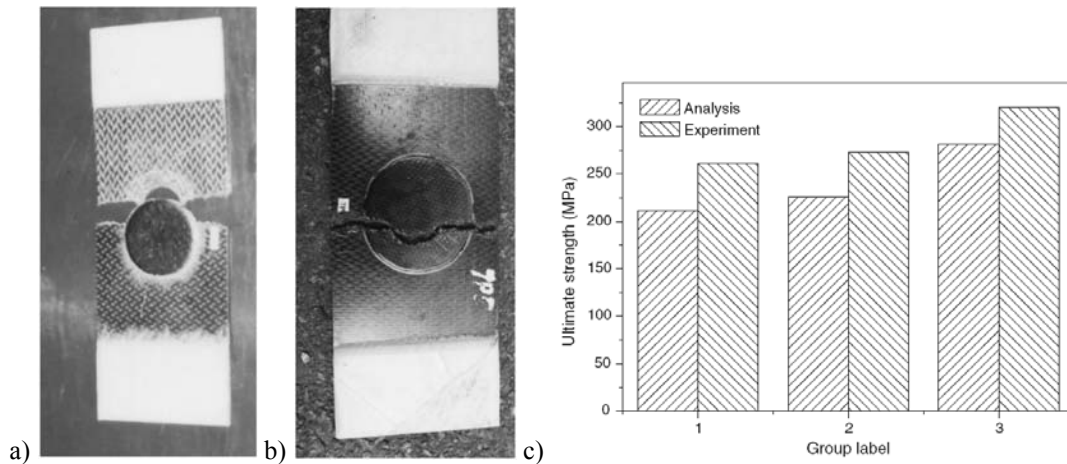 a)
b)
c)
Analysis
Experiment
Ultimate strength (MPa)
300
250
200
150
100
50
0
1
2
3
Group label